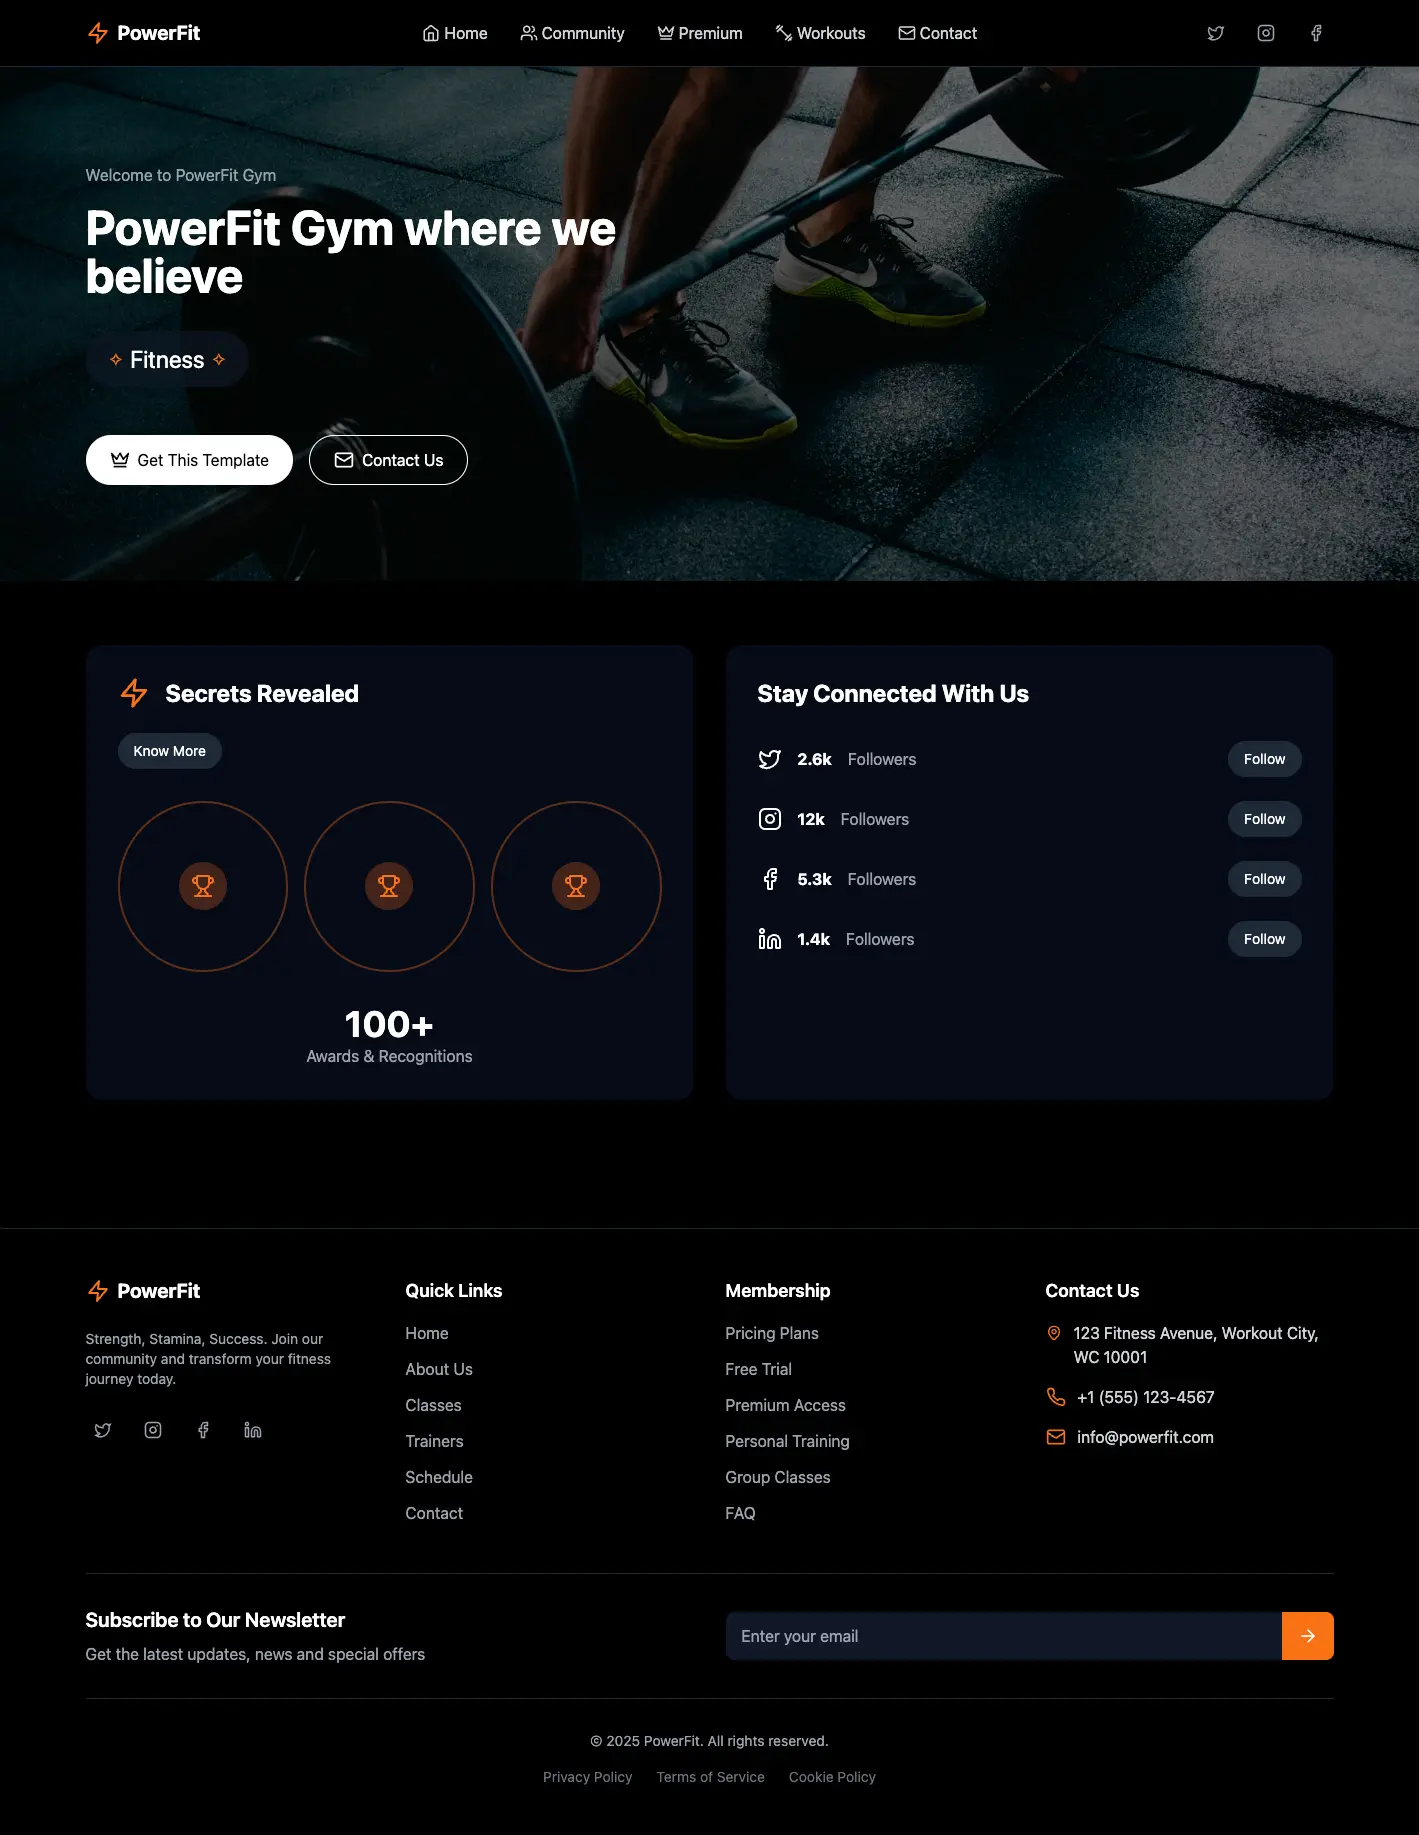 PowerFit
Home
Community
Premium
Workouts
Contact
Welcome to PowerFit Gym
PowerFit Gym where we
believe
Fitness
Get This Template
Contact Us
Secrets Revealed
Know More
100+
Awards & Recognitions
Stay Connected With Us
2.6k Followers
Follow
12k Followers
Follow
5.3k Followers
Follow
1.4k Followers
Follow
PowerFit
Strength, Stamina, Success. Join our
community and transform your fitness
journey today.
Quick Links
Home
About Us
Classes
Trainers
Schedule
Contact
Membership
Pricing Plans
Free Trial
Premium Access
Personal Training
Group Classes
FAQ
Contact Us
123 Fitness Avenue, Workout City,
WC 10001
+1 (555) 123-4567
info@powerfit.com
Subscribe to Our Newsletter
Get the latest updates, news and special offers
Enter your email
© 2025 PowerFit. All rights reserved.
Privacy Policy
Terms of Service
Cookie Policy